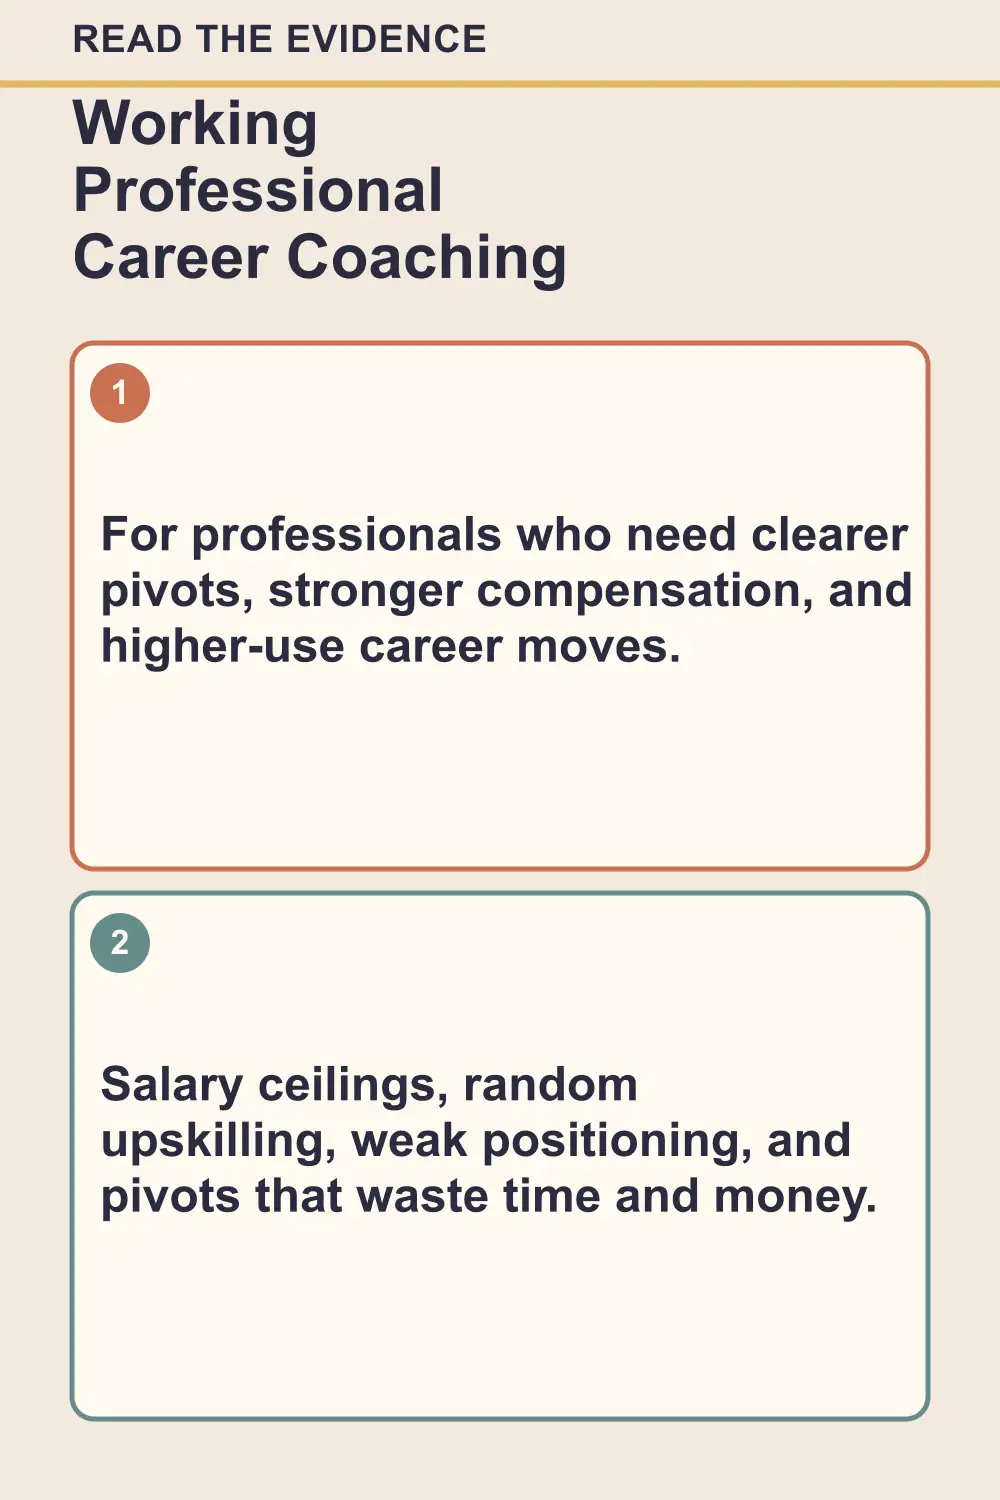 READ THE EVIDENCE
Working
Professional
Career Coaching
1
For professionals who need clearer
pivots, stronger compensation, and
higher-use career moves.
2
Salary ceilings, random
upskilling, weak positioning, and
pivots that waste time and money.